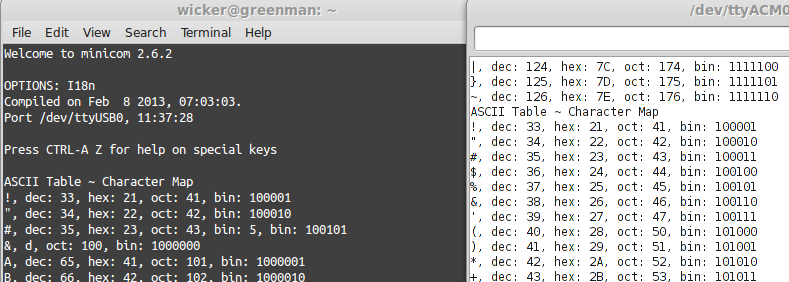 wicker@greenman: ~
File Edit View Search Terminal Help
Welcome to minicom 2.6.2
OPTIONS: I18n
Compiled on Feb  8 2013, 07:03:03.
Port /dev/ttyUSB0, 11:37:28
Press CTRL-A Z for help on special keys
ASCII Table ~ Character Map
!, dec: 33, hex: 21, oct: 41, bin: 100001
", dec: 34, hex: 22, oct: 42, bin: 100010
#, dec: 35, hex: 23, oct: 43, bin: 5, bin: 100101
&, d, oct: 100, bin: 1000000
A, dec: 65, hex: 41, oct: 101, bin: 1000001
B, dec: 66, hex: 42, oct: 102, bin: 1000010
/dev/ttyACM0
|, dec: 124, hex: 7C, oct: 174, bin: 1111100
}, dec: 125, hex: 7D, oct: 175, bin: 1111101
~, dec: 126, hex: 7E, oct: 176, bin: 1111110
ASCII Table ~ Character Map
!, dec: 33, hex: 21, oct: 41, bin: 100001
", dec: 34, hex: 22, oct: 42, bin: 100010
#, dec: 35, hex: 23, oct: 43, bin: 100011
$, dec: 36, hex: 24, oct: 44, bin: 100100
%, dec: 37, hex: 25, oct: 45, bin: 100101
&, dec: 38, hex: 26, oct: 46, bin: 100110
', dec: 39, hex: 27, oct: 47, bin: 100111
(, dec: 40, hex: 28, oct: 50, bin: 101000
), dec: 41, hex: 29, oct: 51, bin: 101001
*, dec: 42, hex: 2A, oct: 52, bin: 101010
+, dec: 43, hex: 2B, oct: 53, bin: 101011